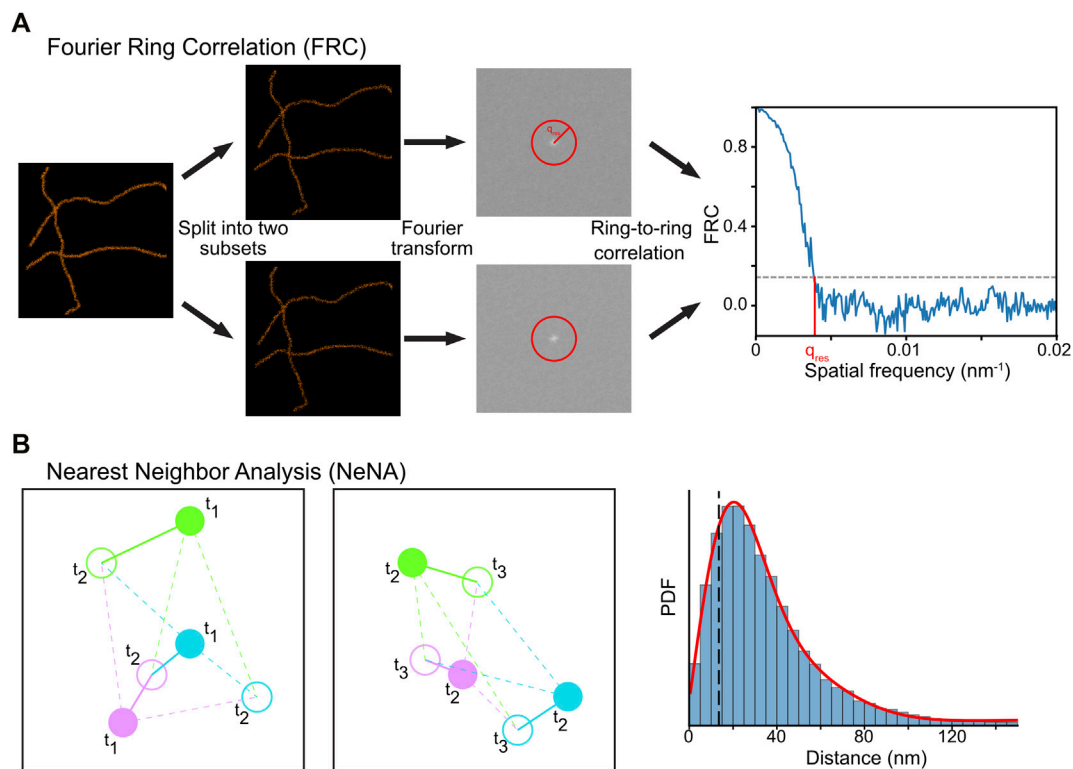 A
Fourier Ring Correlation (FRC)
Split into two
subsets
Fourier
transform
q_res
Ring-to-ring
correlation
FRC
0.8
0.4
0.0
0
0.01
0.02
q_res
Spatial frequency (nm⁻¹)
B
Nearest Neighbor Analysis (NeNA)
t₁
t₂
t₁
t₂
t₂
t₁
t₂
t₃
t₃
t₂
t₂
t₃
PDF
0
40
80
120
Distance (nm)